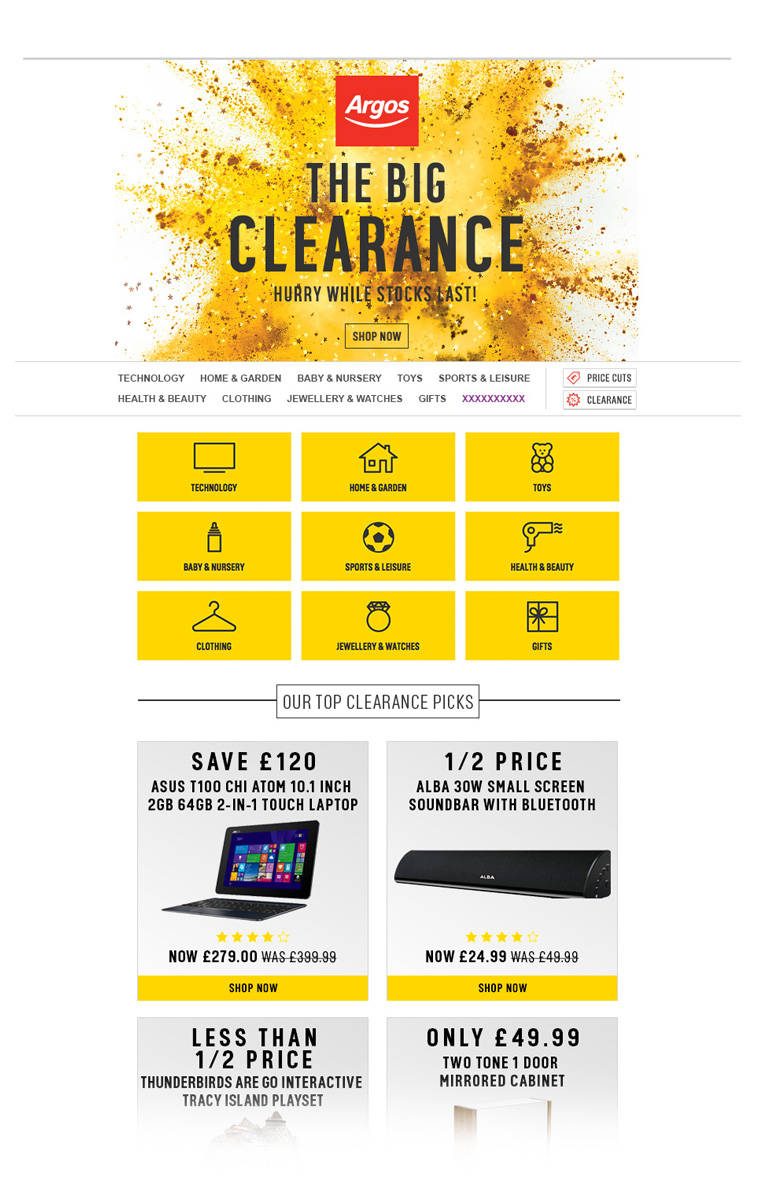 Argos
THE BIG
CLEARANCE
HURRY WHILE STOCKS LAST!
SHOP NOW
TECHNOLOGY HOME & GARDEN BABY & NURSERY TOYS SPORTS & LEISURE
HEALTH & BEAUTY CLOTHING JEWELLERY & WATCHES GIFTS XXXXXXXXXX
PRICE CUTS
CLEARANCE
TECHNOLOGY
HOME & GARDEN
TOYS
BABY & NURSERY
SPORTS & LEISURE
HEALTH & BEAUTY
CLOTHING
JEWELLERY & WATCHES
GIFTS
OUR TOP CLEARANCE PICKS
SAVE £120
ASUS T100 CHI ATOM 10.1 INCH
2GB 64GB 2-IN-1 TOUCH LAPTOP
NOW £279.00 WAS £399.99
SHOP NOW
1/2 PRICE
ALBA 30W SMALL SCREEN
SOUNDBAR WITH BLUETOOTH
ALBA
NOW £24.99 WAS £49.99
SHOP NOW
LESS THAN
1/2 PRICE
THUNDERBIRDS ARE GO INTERACTIVE
TRACY ISLAND PLAYSET
ONLY £49.99
TWO TONE 1 DOOR
MIRRORED CABINET